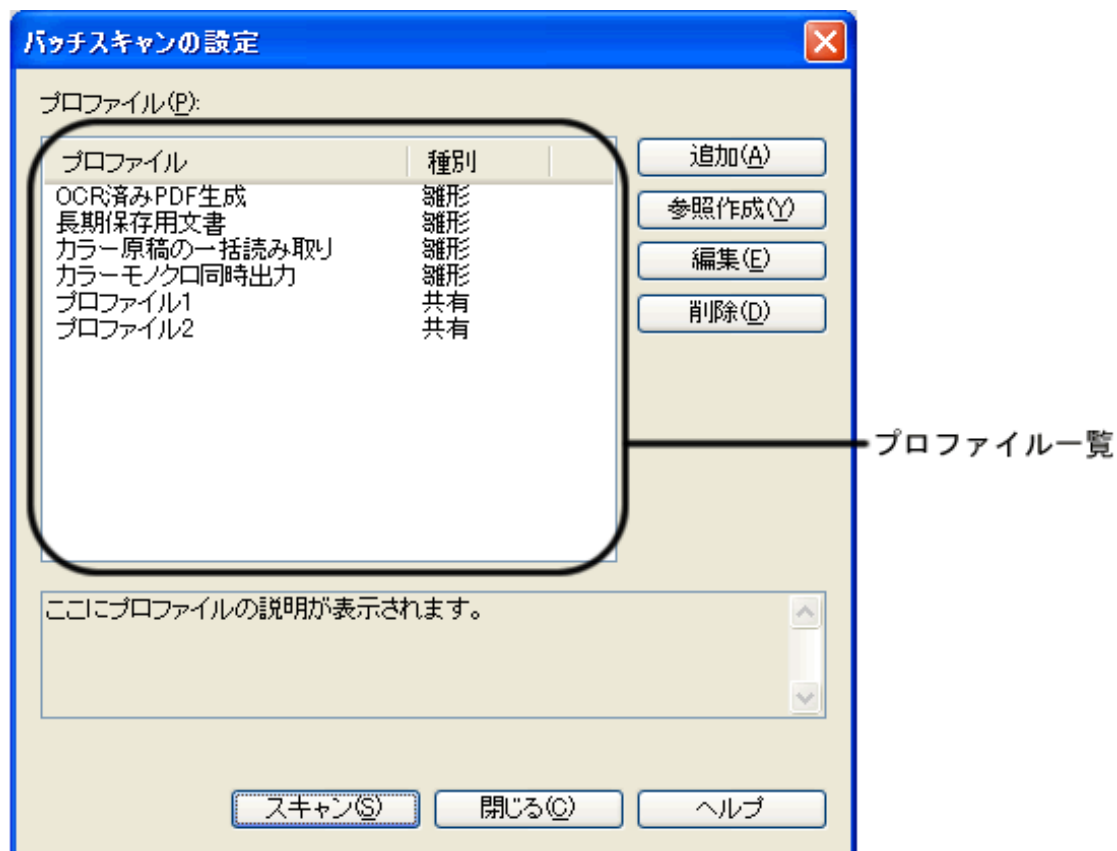 バッチスキャンの設定
プロファイル(P):
プロファイル 種別
OCR済みPDF生成 雛形
長期保存用文書 雛形
カラー原稿の一括読み取り 雛形
カラーモノクロ同時出力 雛形
プロファイル1 共有
プロファイル2 共有
追加(A)
参照作成(Y)
編集(E)
削除(D)
プロファイル一覧
ここにプロファイルの説明が表示されます。
スキャン(S) 閉じる(C) ヘルプ